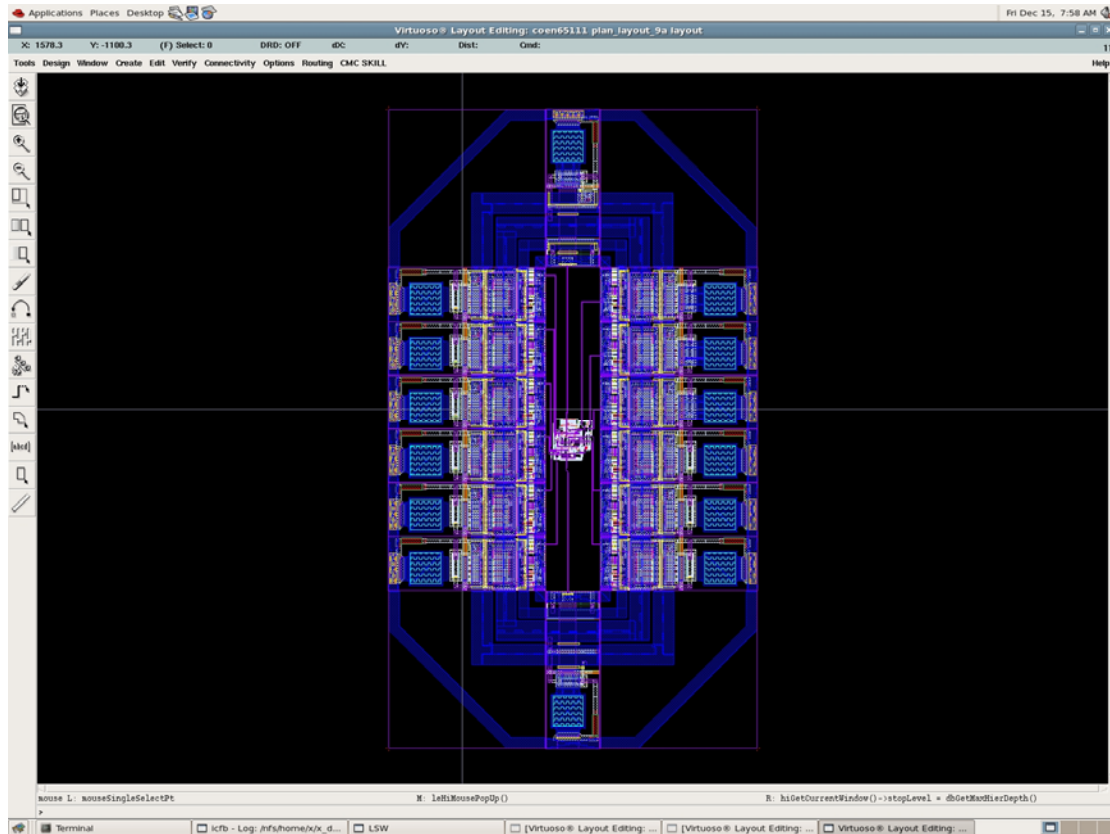 Applications Places Desktop Fri Dec 15, 7:58 AM
Virtuoso® Layout Editing: coen65111 plan_layout_9a layout
X: 1578.3 Y: -1100.3 (F) Select: 0 DRD: OFF dX: dY: Dist: Cmd: 11
Tools Design Window Create Edit Verify Connectivity Options Routing CMC SKILL Help
[abcd]
mouse L: mouseSingleSelectPt M: leHiMousePopUp() R: hiGetCurrentWindow()->stopLevel = dbGetMaxHierDepth()
>
Terminal icfb - Log: /nfs/home/x/x_d... LSW [Virtuoso® Layout Editing: ... [Virtuoso® Layout Editing: ... Virtuoso® Layout Editing: ...